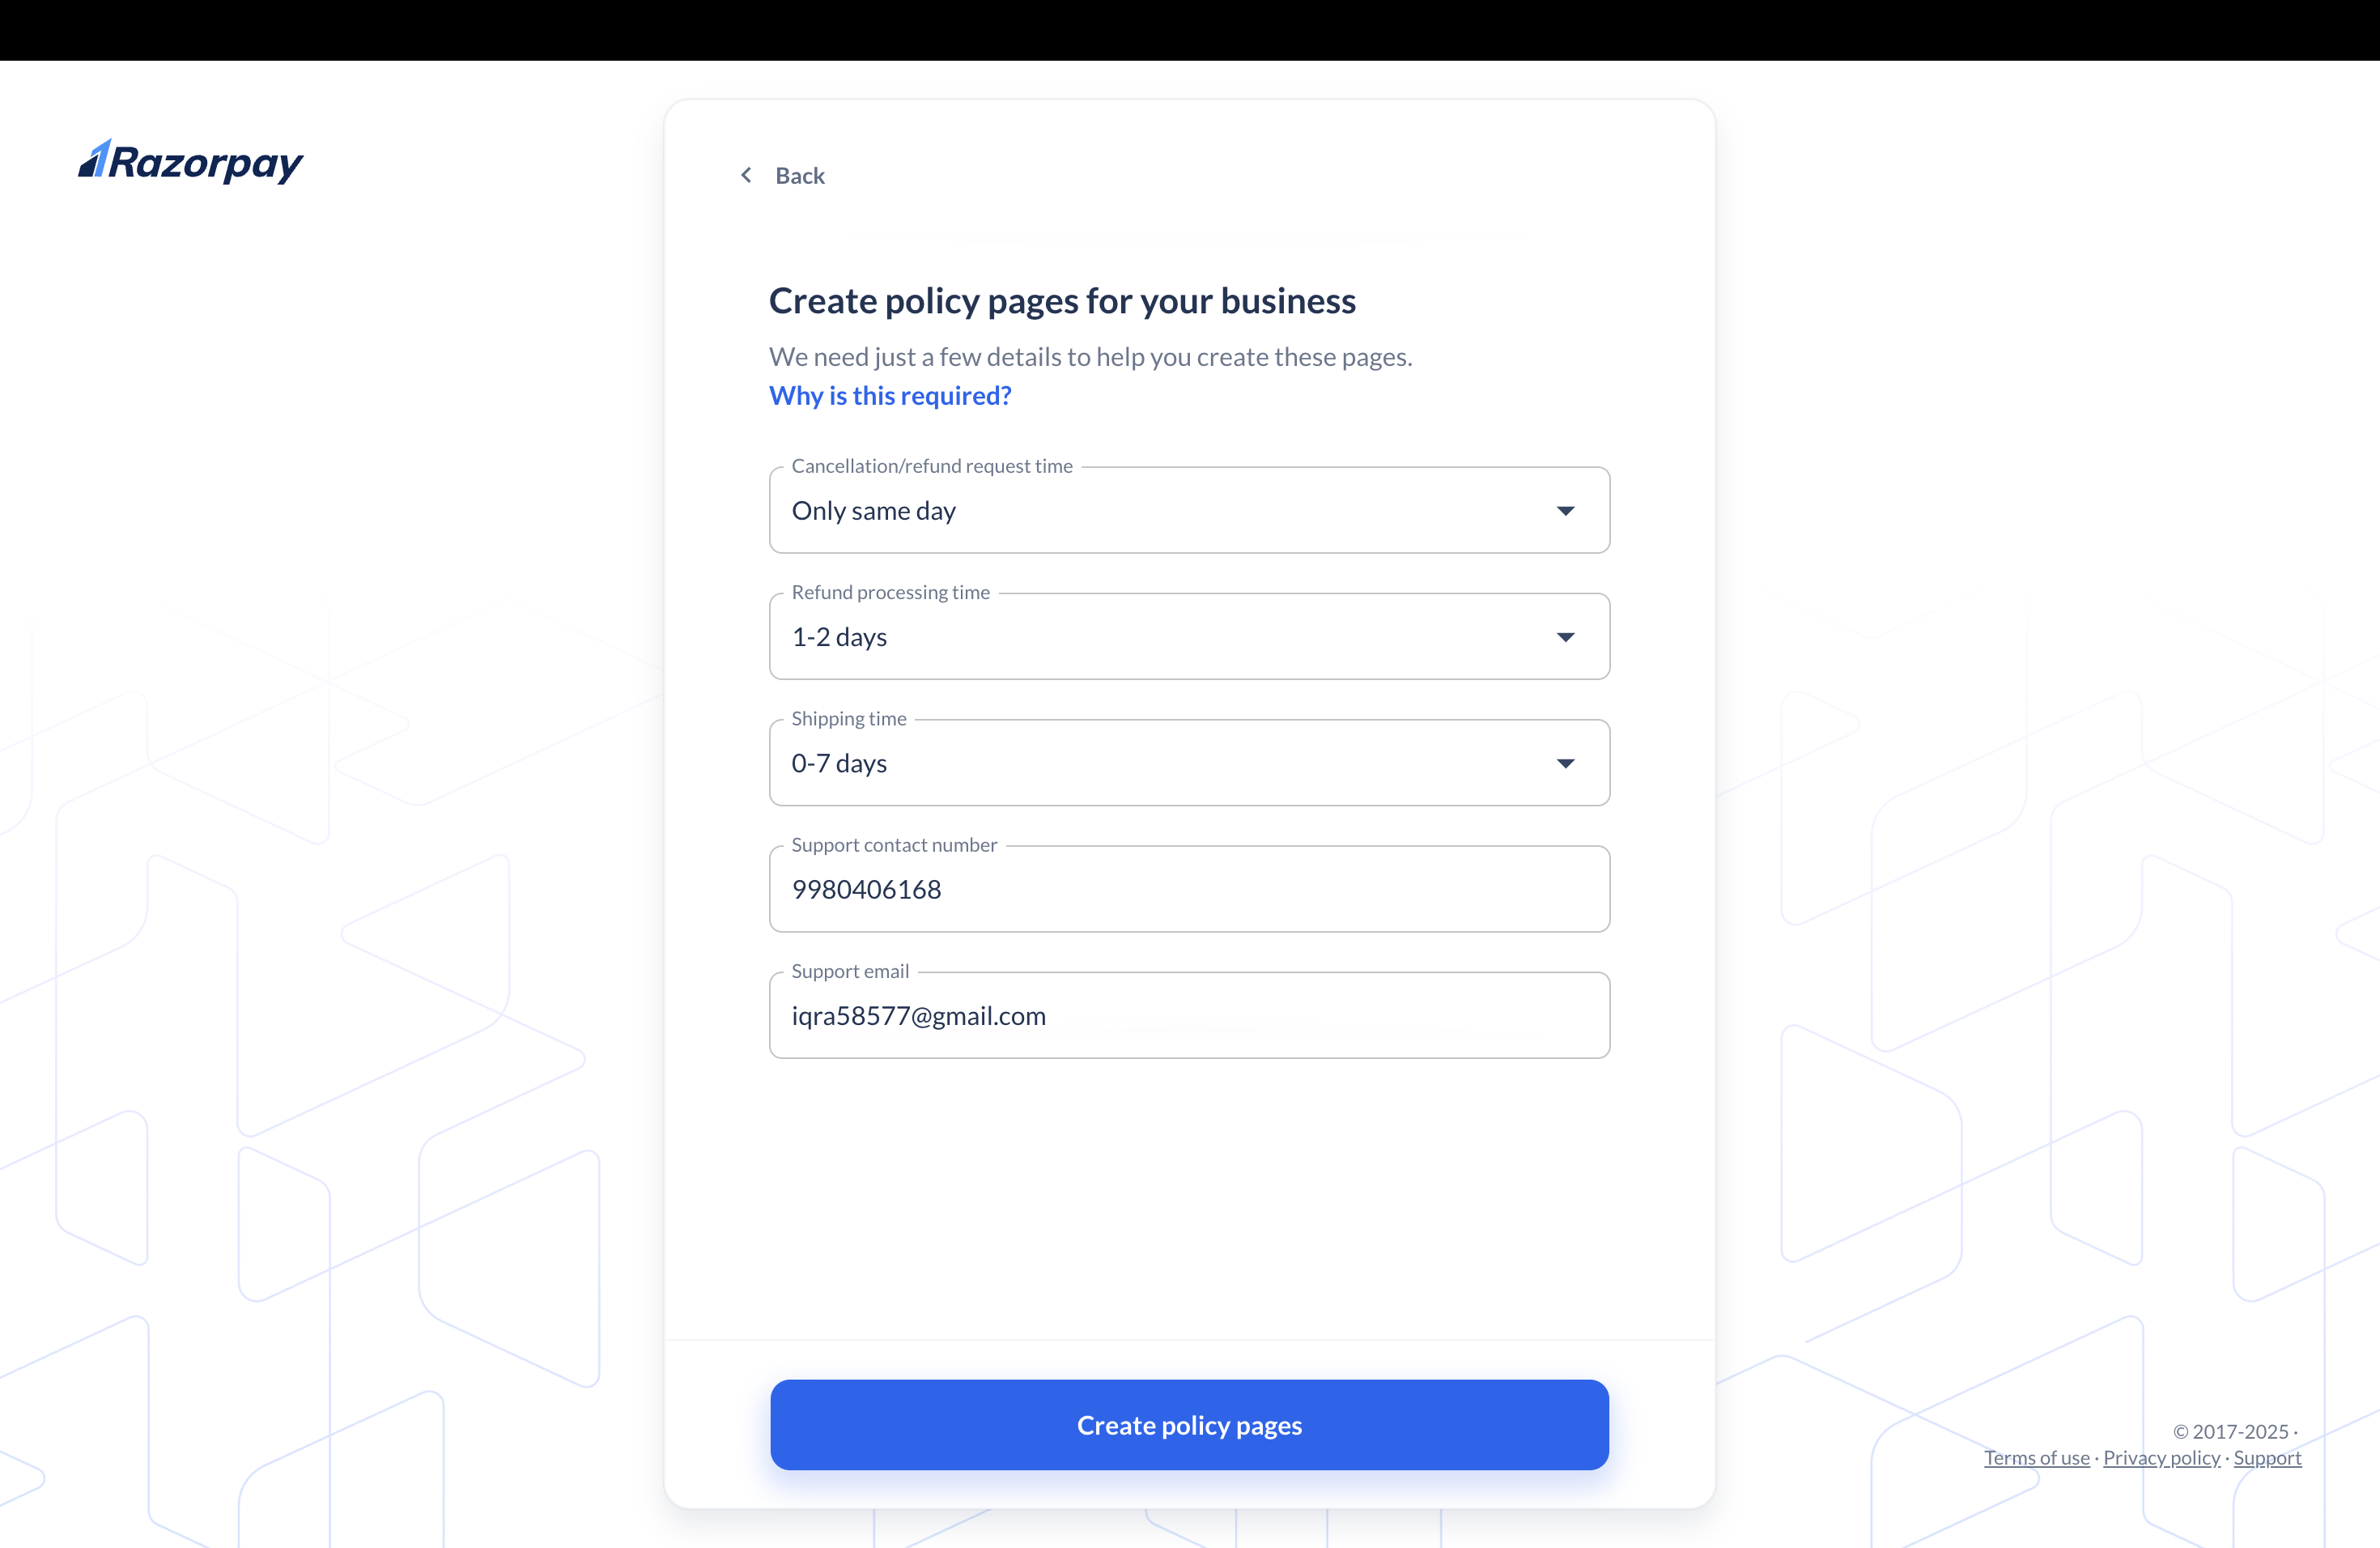 Razorpay
Back
Create policy pages for your business
We need just a few details to help you create these pages.
Why is this required?
Cancellation/refund request time
Only same day
Refund processing time
1-2 days
Shipping time
0-7 days
Support contact number
9980406168
Support email
iqra58577@gmail.com
Create policy pages
© 2017-2025 ·
Terms of use · Privacy policy · Support